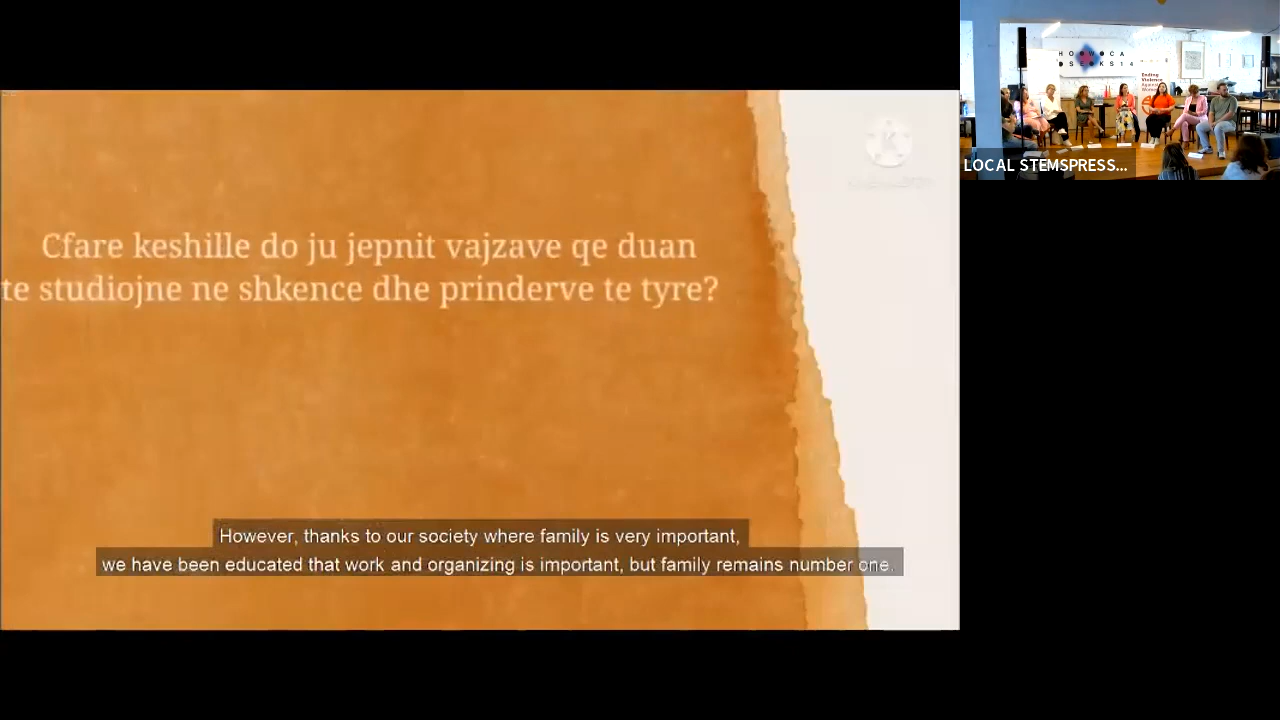 Cfare keshille do ju jepnit vajzave qe duan
te studiojne ne shkence dhe prinderve te tyre?
However, thanks to our society where family is very important,
we have been educated that work and organizing is important, but family remains number one.
Ending
Violence
LOCAL STEMSPRESS...